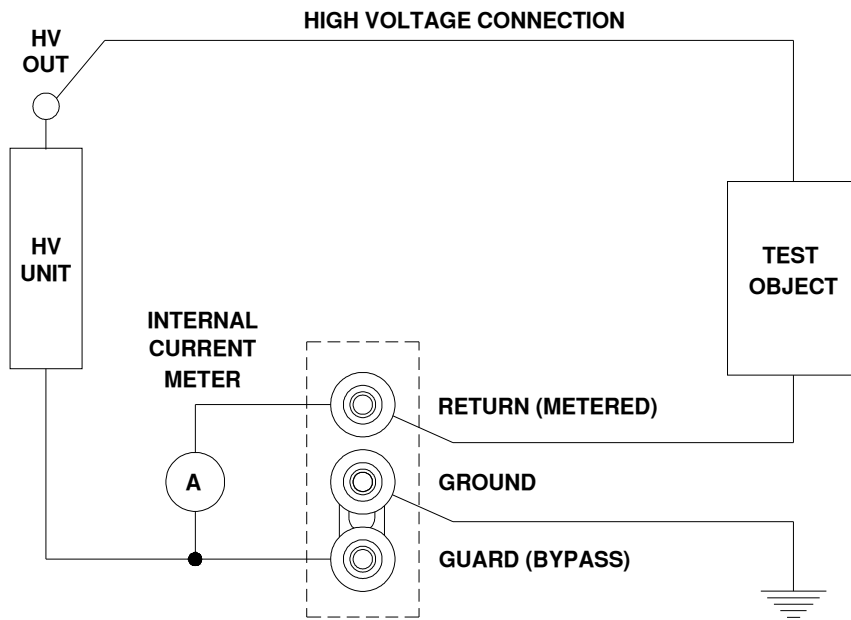 HIGH VOLTAGE CONNECTION
HV
OUT
HV
UNIT
TEST
OBJECT
INTERNAL
CURRENT
METER
RETURN (METERED)
A
GROUND
GUARD (BYPASS)